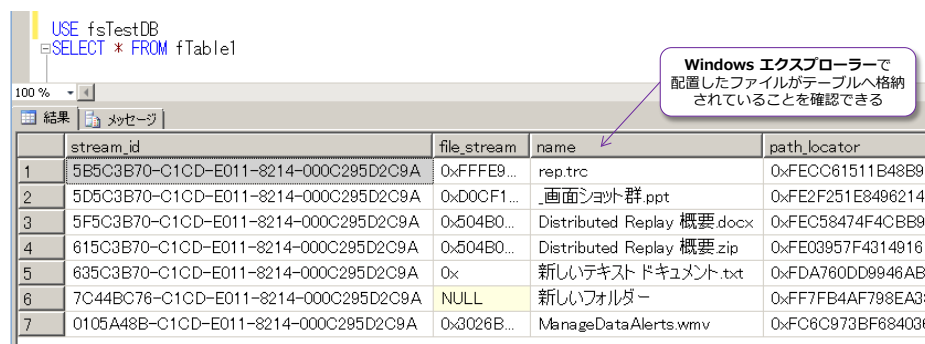 USE fsTestDB
SELECT * FROM fTable1
Windows エクスプローラーで
配置したファイルがテーブルへ格納
されていることを確認できる
100 %
結果 メッセージ
stream_id file_stream name path_locator
1 5B5C3B70-C1CD-E011-8214-000C295D2C9A 0xFFFE9... rep.trc 0xFECC61511B48B9
2 5D5C3B70-C1CD-E011-8214-000C295D2C9A 0xD0CF1... _画面ショット群.ppt 0xFE2F251E8496214
3 5F5C3B70-C1CD-E011-8214-000C295D2C9A 0x504B0... Distributed Replay 概要.docx 0xFEC58474F4CBB9
4 615C3B70-C1CD-E011-8214-000C295D2C9A 0x504B0... Distributed Replay 概要.zip 0xFE03957F4314916
5 635C3B70-C1CD-E011-8214-000C295D2C9A 0x 新しいテキスト ドキュメント.txt 0xFDA760DD9946AB
6 7C44BC76-C1CD-E011-8214-000C295D2C9A NULL 新しいフォルダー 0xFF7FB4AF798EA3
7 0105A48B-C1CD-E011-8214-000C295D2C9A 0x3026B... ManageDataAlerts.wmv 0xFC6C973BF684036